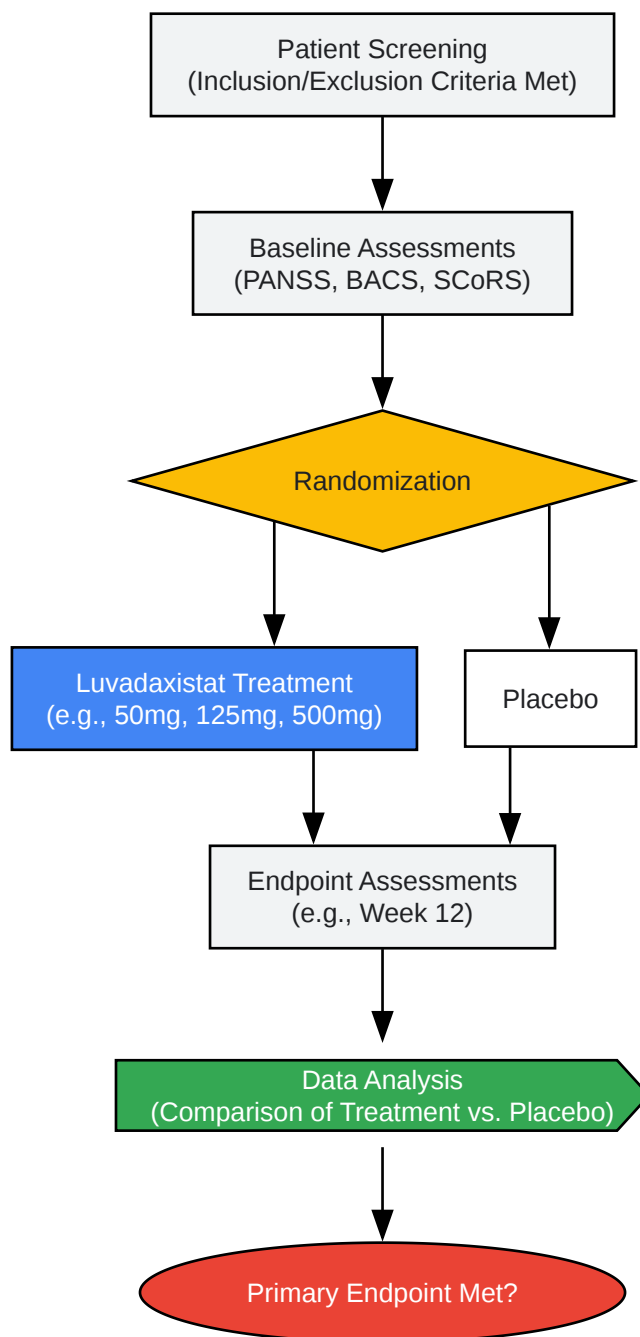 Patient Screening
(Inclusion/Exclusion Criteria Met)
Baseline Assessments
(PANSS, BACS, SCoRS)
Randomization
Luvadaxistat Treatment
(e.g., 50mg, 125mg, 500mg)
Placebo
Endpoint Assessments
(e.g., Week 12)
Data Analysis
(Comparison of Treatment vs. Placebo)
Primary Endpoint Met?